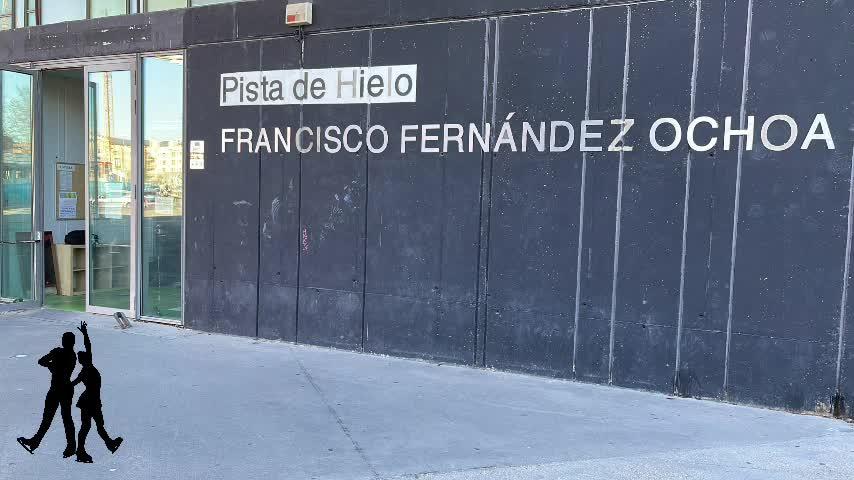 Pista de Hielo
FRANCISCO FERNÁNDEZ OCHOA